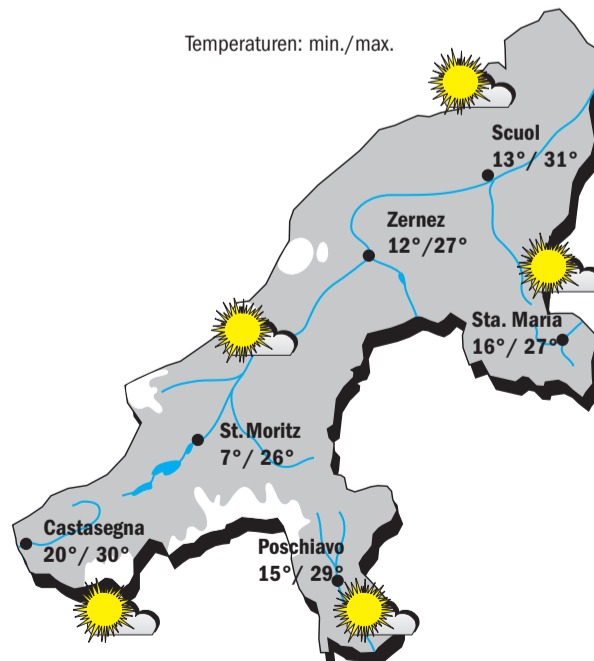 Temperaturen: min./max.
Scuol
13°/ 31°
Zernez
12°/27°
Sta. Maria
16°/ 27°
St. Moritz
7°/ 26°
Castasegna
20°/ 30°
Poschiavo
15°/ 29°